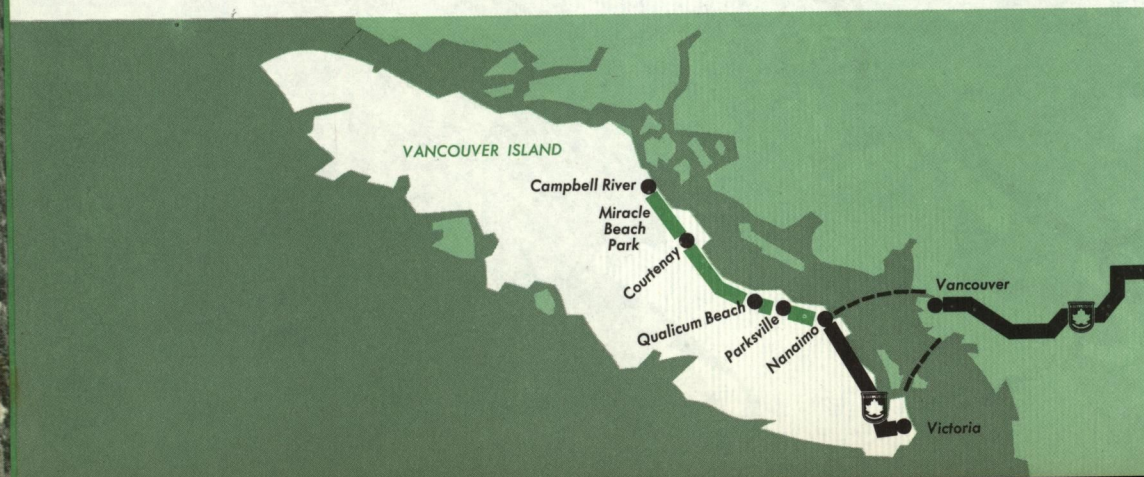 VANCOUVER ISLAND
Campbell River
Miracle
Beach
Park
Courtenay
Qualicum Beach
Parksville
Nanaimo
Vancouver
Victoria